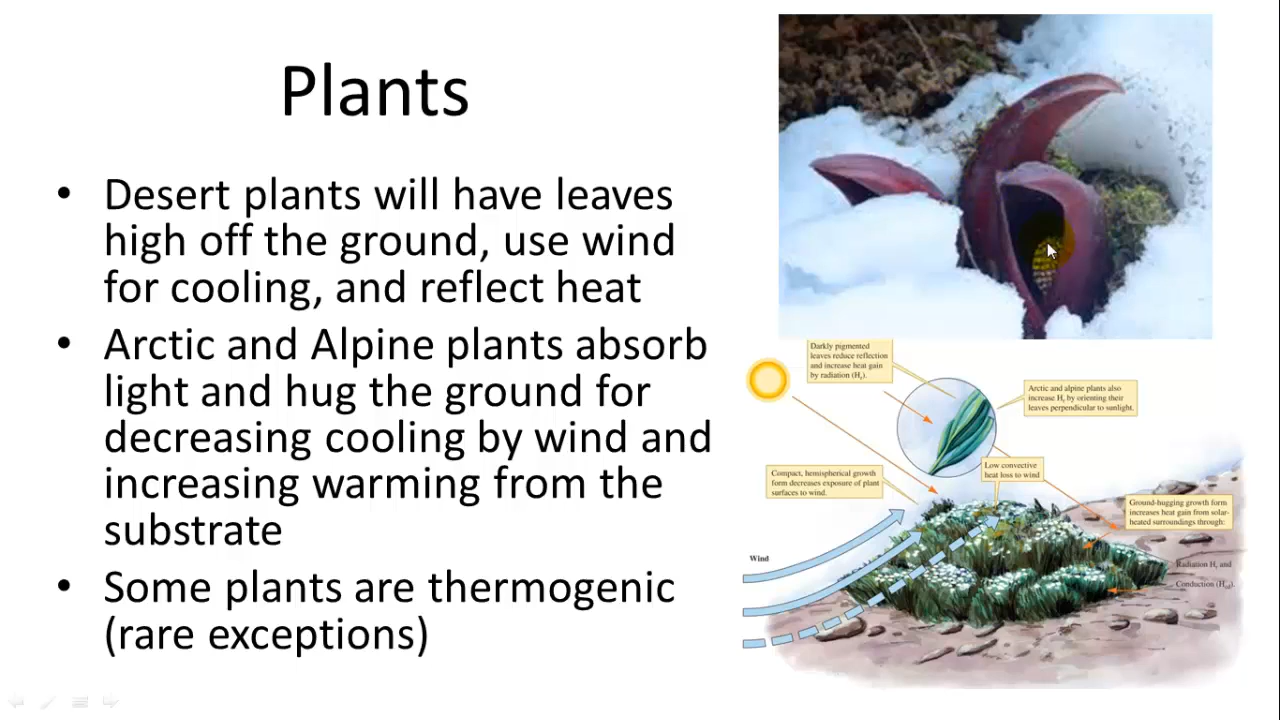 Plants
• Desert plants will have leaves
high off the ground, use wind
for cooling, and reflect heat
• Arctic and Alpine plants absorb
light and hug the ground for
decreasing cooling by wind and
increasing warming from the
substrate
• Some plants are thermogenic
(rare exceptions)
Darkly pigmented
leaves reduce reflection
and increase heat gain
by radiation (Hr).
Arctic and alpine plants also
increase Hr by orienting their
leaves perpendicular to sunlight.
Compact, hemispherical growth
form decreases exposure of plant
surfaces to wind.
Low convective
heat loss to wind
Ground-hugging growth form
increases heat gain from solar-
heated surroundings through:
Wind
Radiation Hr and
Conduction (Hcd).